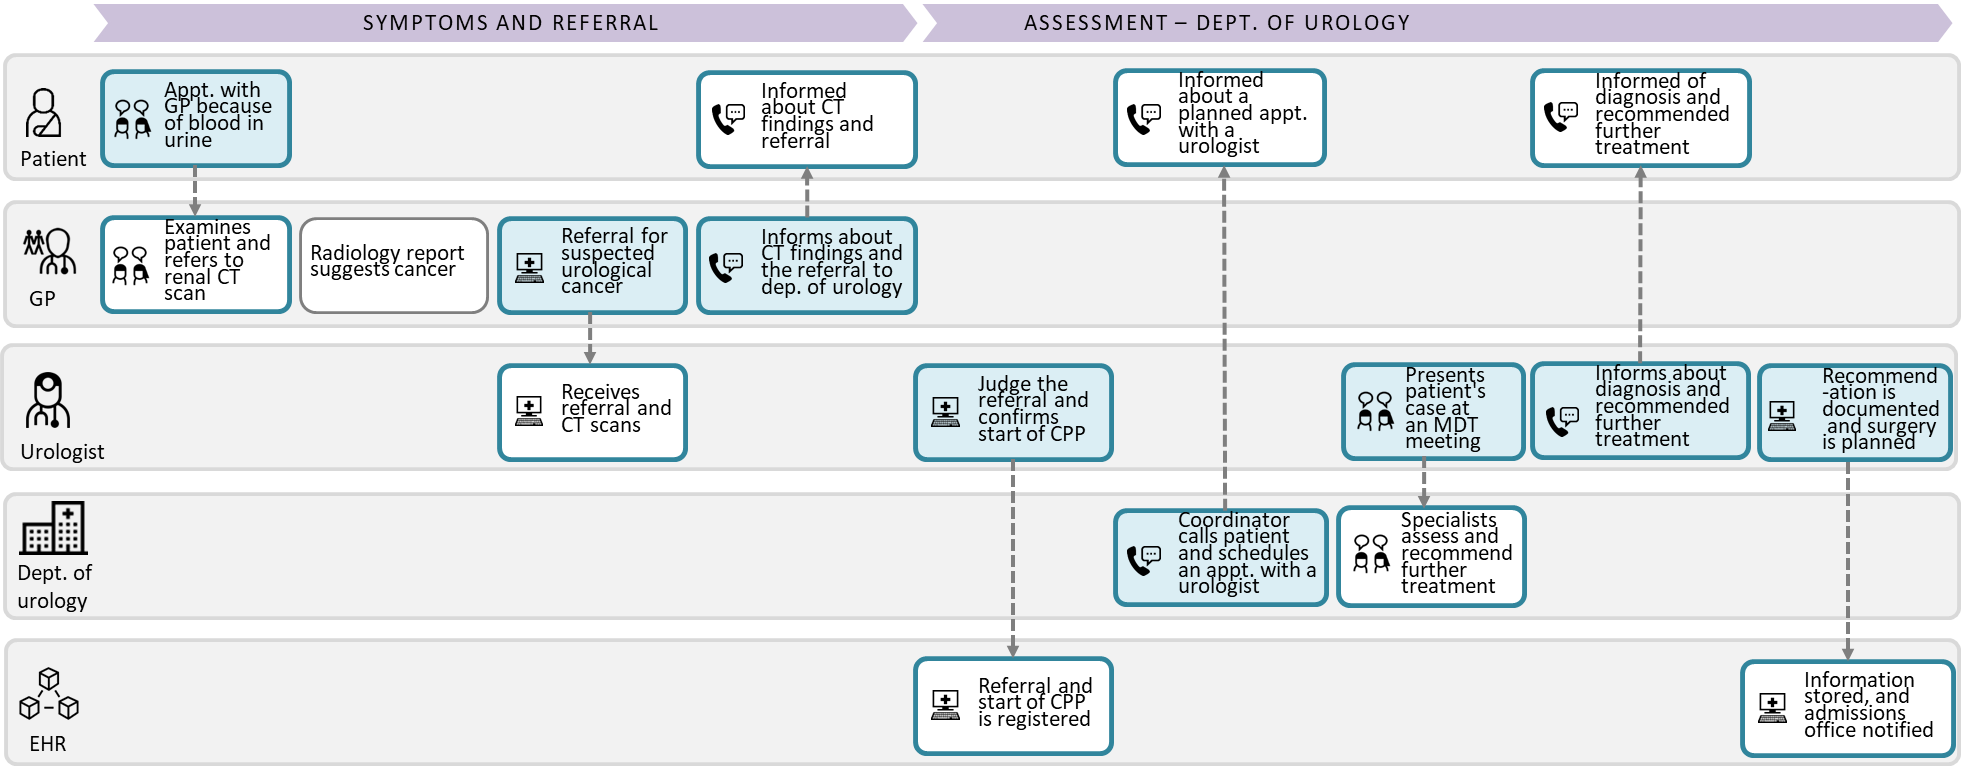 SYMPTOMS AND REFERRAL
ASSESSMENT – DEPT. OF UROLOGY
Patient
Appt. with
GP because
of blood in
urine
Informed
about CT
findings and
referral
Informed
about a
planned appt.
with a
urologist
Informed of
diagnosis and
recommended
further
treatment
GP
Examines
patient and
refers to
renal CT
scan
Radiology report
suggests cancer
Referral for
suspected
urological
cancer
Informs about
CT findings and
the referral to
dep. of urology
Urologist
Receives
referral and
CT scans
Judge the
referral and
confirms
start of CPP
Presents
patient's
case at
an MDT
meeting
Informs about
diagnosis and
recommended
further
treatment
Recommend
-ation is
documented
and surgery
is planned
Dept. of
urology
Coordinator
calls patient
and schedules
an appt. with a
urologist
Specialists
assess and
recommend
further
treatment
EHR
Referral and
start of CPP
is registered
Information
stored, and
admissions
office notified